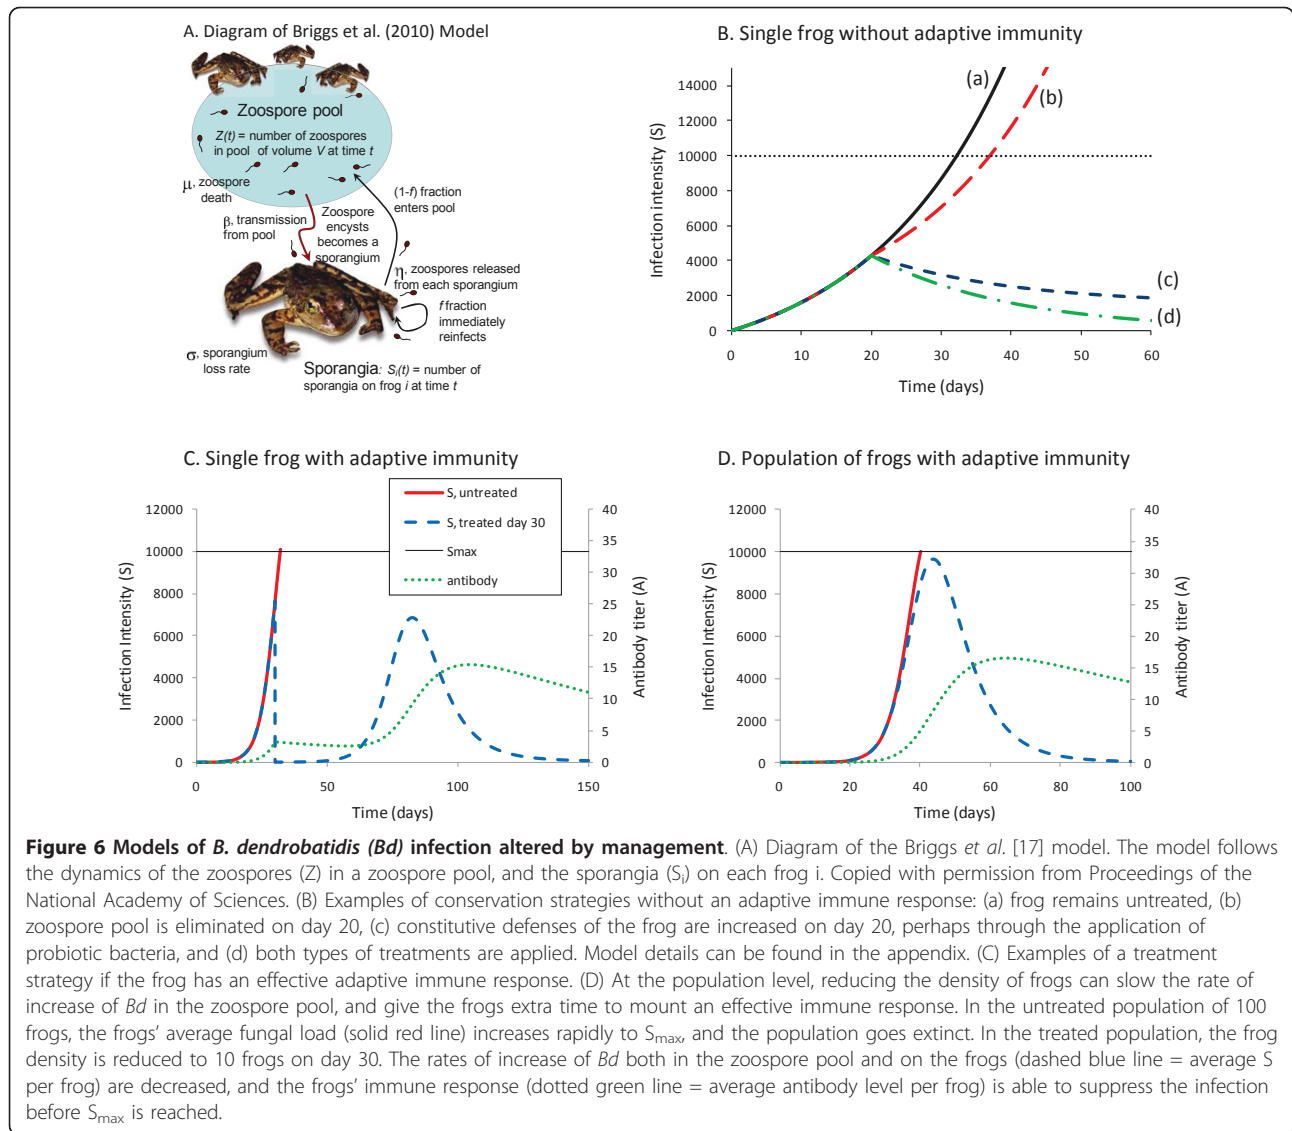 A. Diagram of Briggs et al. (2010) Model
Zoospore pool
Z(t) = number of zoospores
in pool of volume V at time t
μ, zoospore
death
(1-f) fraction
enters pool
β, transmission
from pool
Zoospore
encysts
becomes a
sporangium
η, zoospores released
from each sporangium
f fraction
immediately
reinfects
σ, sporangium
loss rate
Sporangia: Si(t) = number of
sporangia on frog i at time t
B. Single frog without adaptive immunity
Infection intensity (S)
14000
12000
10000
8000
6000
4000
2000
0
(a)
(b)
(c)
(d)
0 10 20 30 40 50 60
Time (days)
C. Single frog with adaptive immunity
S, untreated
S, treated day 30
Smax
antibody
Infection Intensity (S)
12000
10000
8000
6000
4000
2000
0
40
35
30
25
20
15
10
5
0
Antibody titer (A)
0 50 100 150
Time (days)
D. Population of frogs with adaptive immunity
Infection Intensity (S)
12000
10000
8000
6000
4000
2000
0
40
35
30
25
20
15
10
5
0
Antibody titer (A)
0 20 40 60 80 100
Time (days)
Figure 6 Models of B. dendrobatidis (Bd) infection altered by management. (A) Diagram of the Briggs et al. [17] model. The model follows
the dynamics of the zoospores (Z) in a zoospore pool, and the sporangia (Si) on each frog i. Copied with permission from Proceedings of the
National Academy of Sciences. (B) Examples of conservation strategies without an adaptive immune response: (a) frog remains untreated, (b)
zoospore pool is eliminated on day 20, (c) constitutive defenses of the frog are increased on day 20, perhaps through the application of
probiotic bacteria, and (d) both types of treatments are applied. Model details can be found in the appendix. (C) Examples of a treatment
strategy if the frog has an effective adaptive immune response. (D) At the population level, reducing the density of frogs can slow the rate of
increase of Bd in the zoospore pool, and give the frogs extra time to mount an effective immune response. In the untreated population of 100
frogs, the frogs' average fungal load (solid red line) increases rapidly to Smax, and the population goes extinct. In the treated population, the frog
density is reduced to 10 frogs on day 30. The rates of increase of Bd both in the zoospore pool and on the frogs (dashed blue line = average S
per frog) are decreased, and the frogs' immune response (dotted green line = average antibody level per frog) is able to suppress the infection
before Smax is reached.